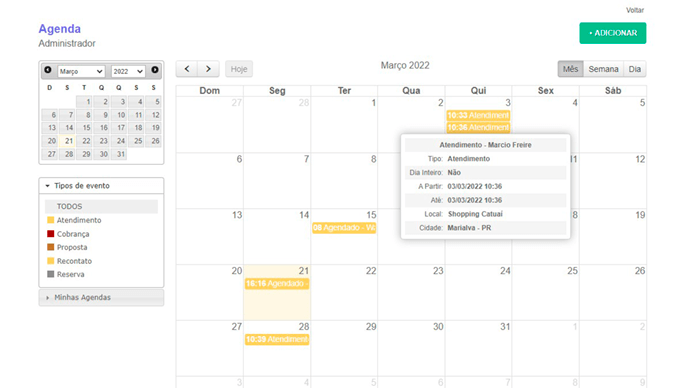 Voltar
Agenda
Administrador
+ ADICIONAR
Março 2022
D S T Q Q S S
1 2 3 4 5
6 7 8 9 10 11 12
13 14 15 16 17 18 19
20 21 22 23 24 25 26
27 28 29 30 31
Tipos de evento
TODOS
Atendimento
Cobrança
Proposta
Recontato
Reserva
Minhas Agendas
Hoje
Março 2022
Mês Semana Dia
Dom Seg Ter Qua Qui Sex Sáb
27 28 1 2 3 4 5
10:33 Atendiment
10:36 Atendiment
6 7 8 11 12
13 14 15 8 19
08 Agendado - Vi
20 21 22 23 24 25 26
16:16 Agendado -
27 28 29 30 31 1 2
10:39 Atendiment
3 4 5 6 7 8 9
Atendimento - Marcio Freire
Tipo: Atendimento
Dia Inteiro: Não
A Partir: 03/03/2022 10:36
Até: 03/03/2022 10:36
Local: Shopping Catuaí
Cidade: Marialva - PR